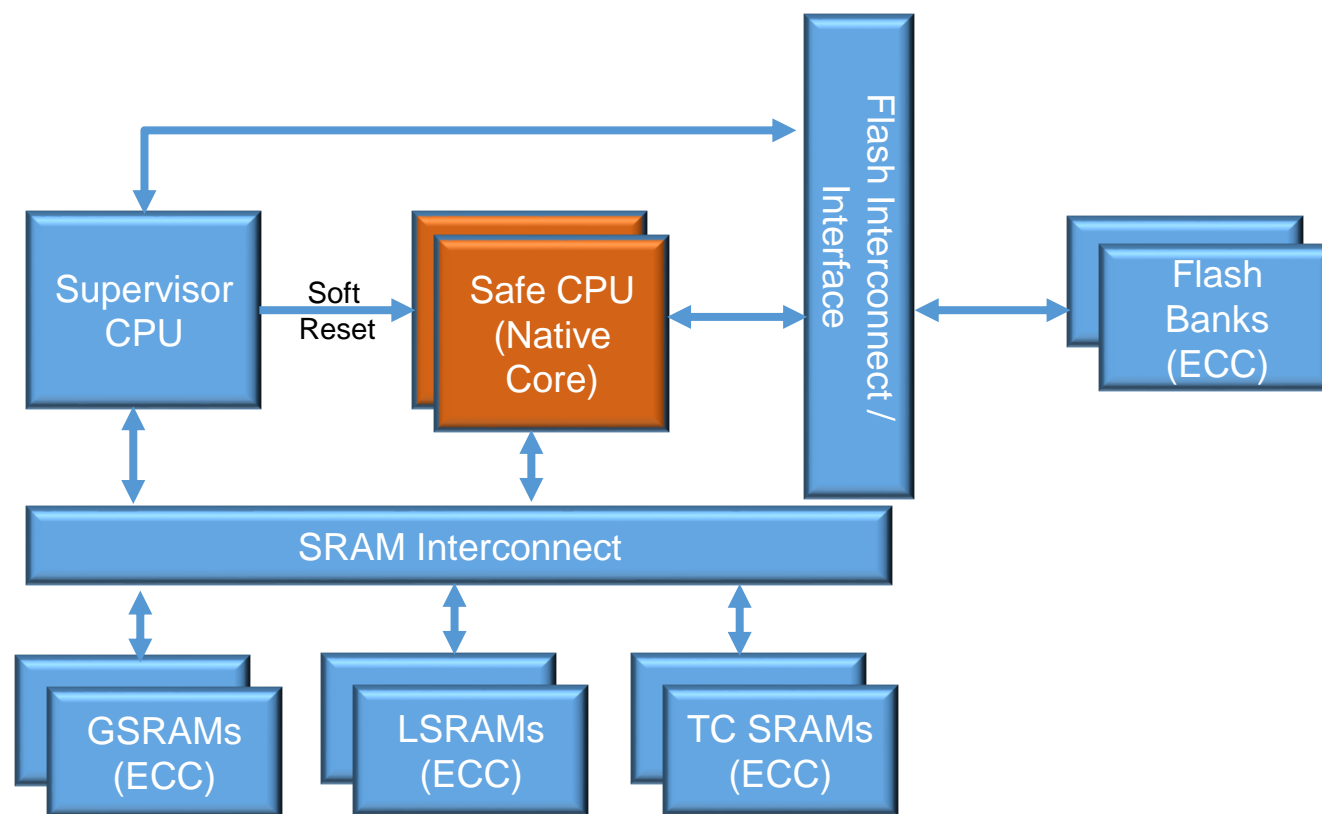 Flash Interconnect /
Interface
Supervisor
CPU
Soft
Reset
Safe CPU
(Native
Core)
Flash
Banks
(ECC)
SRAM Interconnect
GSRAMs
(ECC)
LSRAMs
(ECC)
TC SRAMs
(ECC)